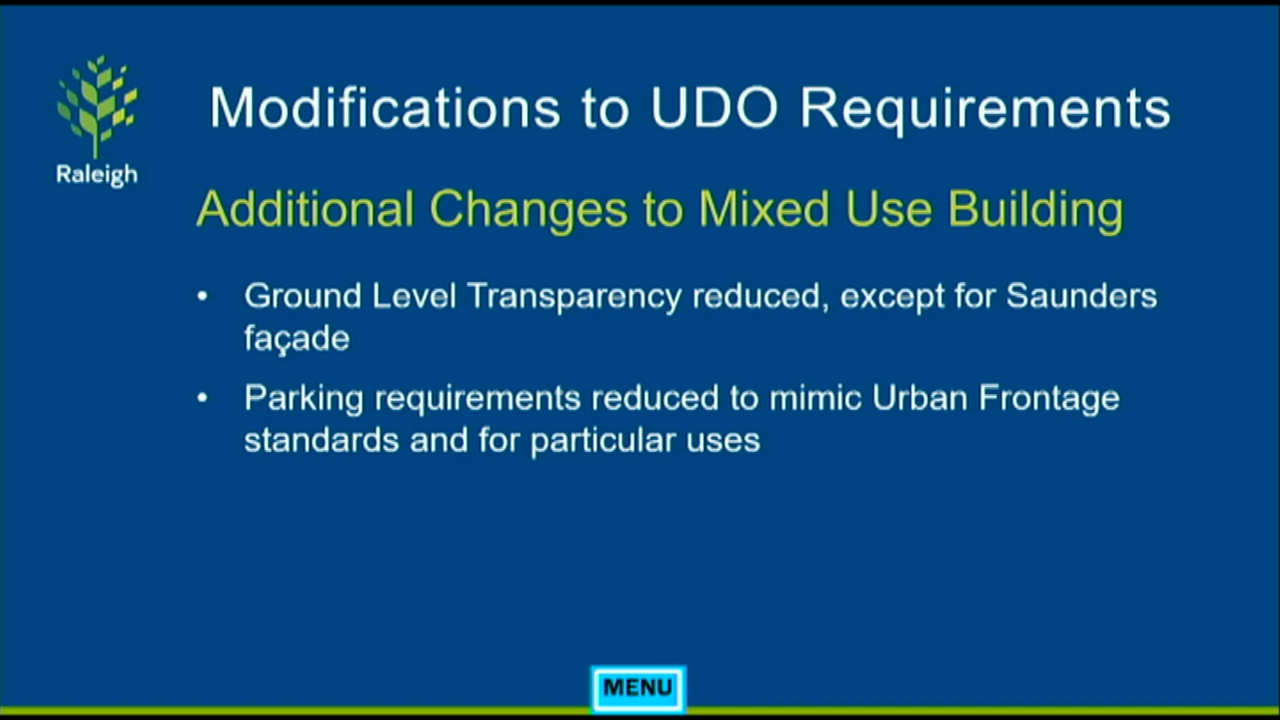 Modifications to UDO Requirements
Raleigh
Additional Changes to Mixed Use Building
• Ground Level Transparency reduced, except for Saunders
façade
• Parking requirements reduced to mimic Urban Frontage
standards and for particular uses
MENU